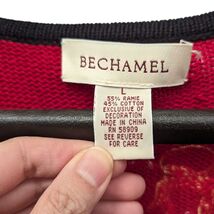 BECHAMEL
L
55% RAMIE
45% COTTON
EXCLUSIVE OF
DECORATION
MADE IN CHINA
RN 58909
SEE REVERSE
FOR CARE